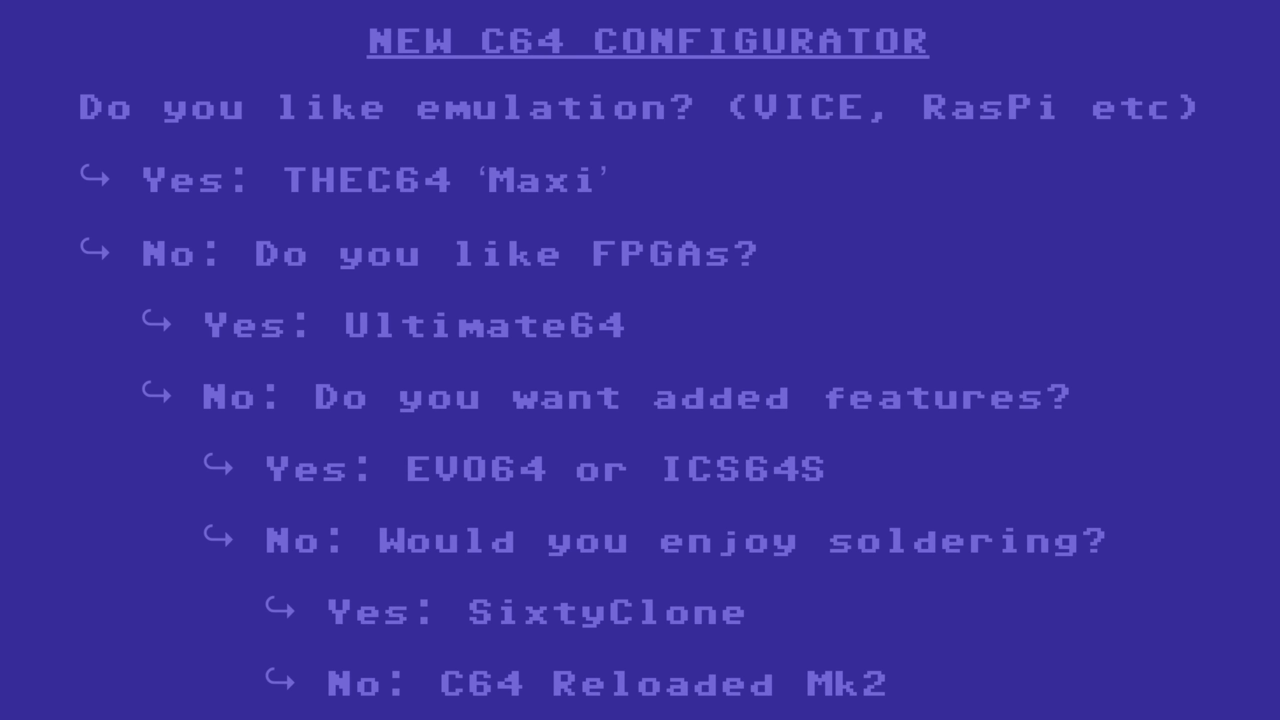 NEW C64 CONFIGURATOR
Do you like emulation? (VICE, RasPi etc)
↪ Yes: THEC64 ‘Maxi’
↪ No: Do you like FPGAs?
↪ Yes: Ultimate64
↪ No: Do you want added features?
↪ Yes: EVO64 or ICS64S
↪ No: Would you enjoy soldering?
↪ Yes: SixtyClone
↪ No: C64 Reloaded Mk2